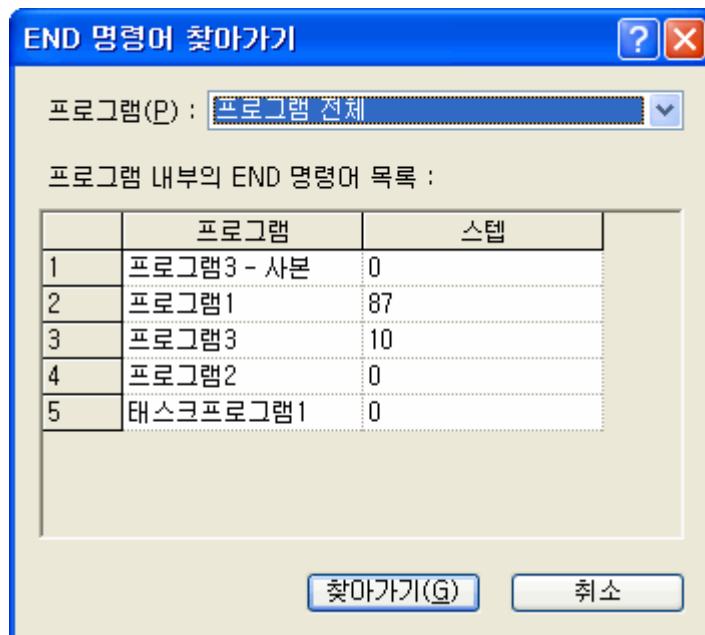 END 명령어 찾아가기
프로그램(P) : 프로그램 전체
프로그램 내부의 END 명령어 목록 :
프로그램 스텝
1 프로그램3 - 사본 0
2 프로그램1 87
3 프로그램3 10
4 프로그램2 0
5 태스크프로그램1 0
찾아가기(G) 취소